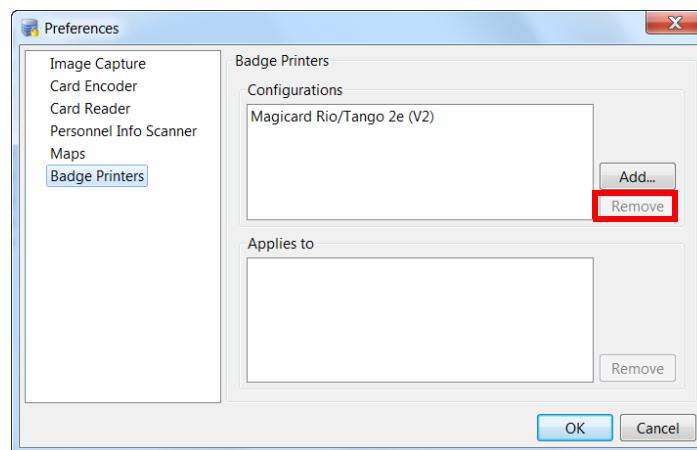 Preferences
Image Capture
Card Encoder
Card Reader
Personnel Info Scanner
Maps
Badge Printers
Badge Printers
Configurations
Magicard Rio/Tango 2e (V2)
Add...
Remove
Applies to
Remove
OK
Cancel